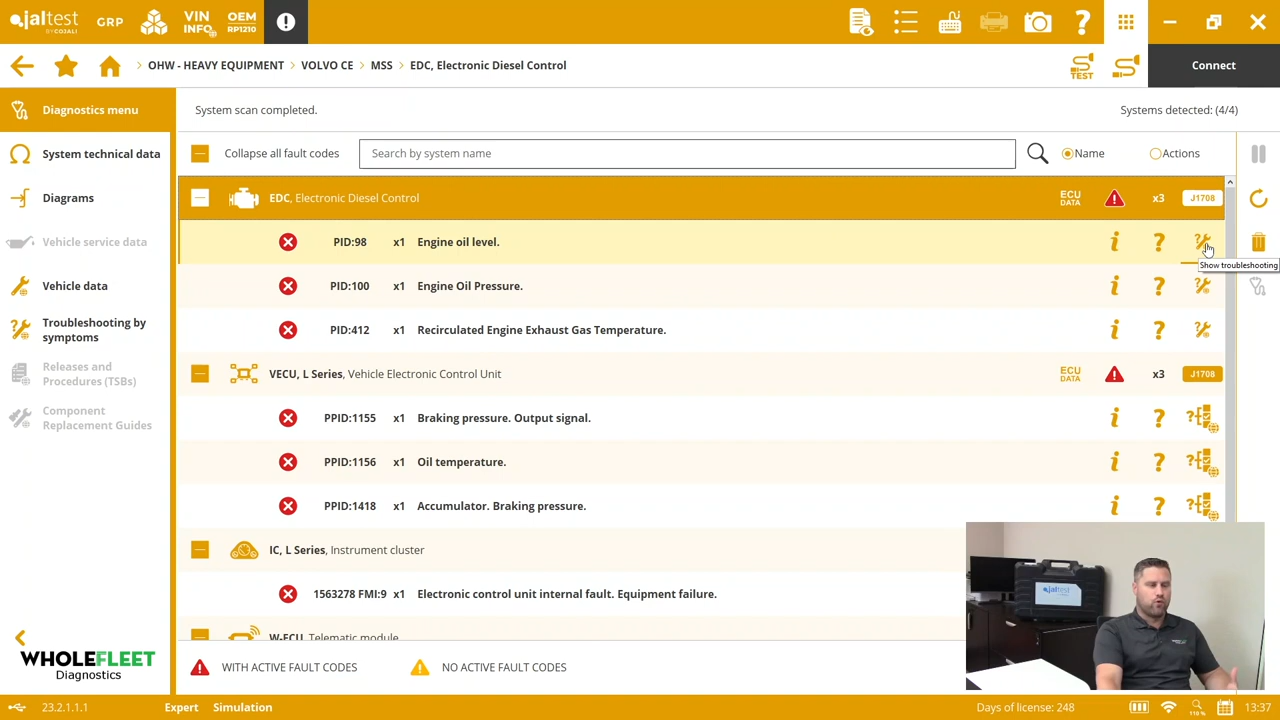 jaltest
BY COJALI
GRP
VIN
INFO
OEM
RP1210
OHW - HEAVY EQUIPMENT > VOLVO CE > MSS > EDC, Electronic Diesel Control
TEST
Connect
Diagnostics menu
System technical data
Diagrams
Vehicle service data
Vehicle data
Troubleshooting by
symptoms
Releases and
Procedures (TSBs)
Component
Replacement Guides
WHOLEFLEET
Diagnostics
System scan completed.
Systems detected: (4/4)
Collapse all fault codes
Search by system name
Name
Actions
EDC, Electronic Diesel Control
ECU
DATA
x3
J1708
PID:98 x1 Engine oil level.
Show troubleshooting
PID:100 x1 Engine Oil Pressure.
PID:412 x1 Recirculated Engine Exhaust Gas Temperature.
VECU, L Series, Vehicle Electronic Control Unit
ECU
DATA
x3
J1708
PPID:1155 x1 Braking pressure. Output signal.
PPID:1156 x1 Oil temperature.
PPID:1418 x1 Accumulator. Braking pressure.
IC, L Series, Instrument cluster
1563278 FMI:9 x1 Electronic control unit internal fault. Equipment failure.
W-ECU, Telematic module
jaltest
WITH ACTIVE FAULT CODES
NO ACTIVE FAULT CODES
23.2.1.1.1
Expert
Simulation
Days of license: 248
110 %
13:37